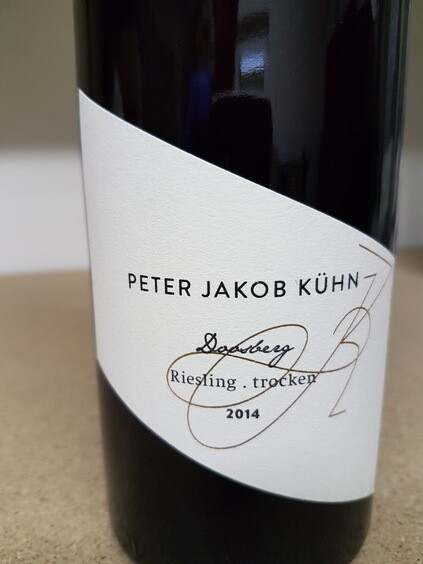 PETER JAKOB KÜHN
Doosberg
Riesling . trocken
2014